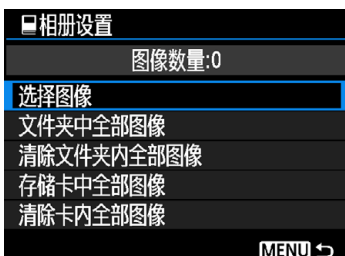 相册设置
图像数量:0
选择图像
文件夹中全部图像
清除文件夹内全部图像
存储卡中全部图像
清除卡内全部图像
MENU